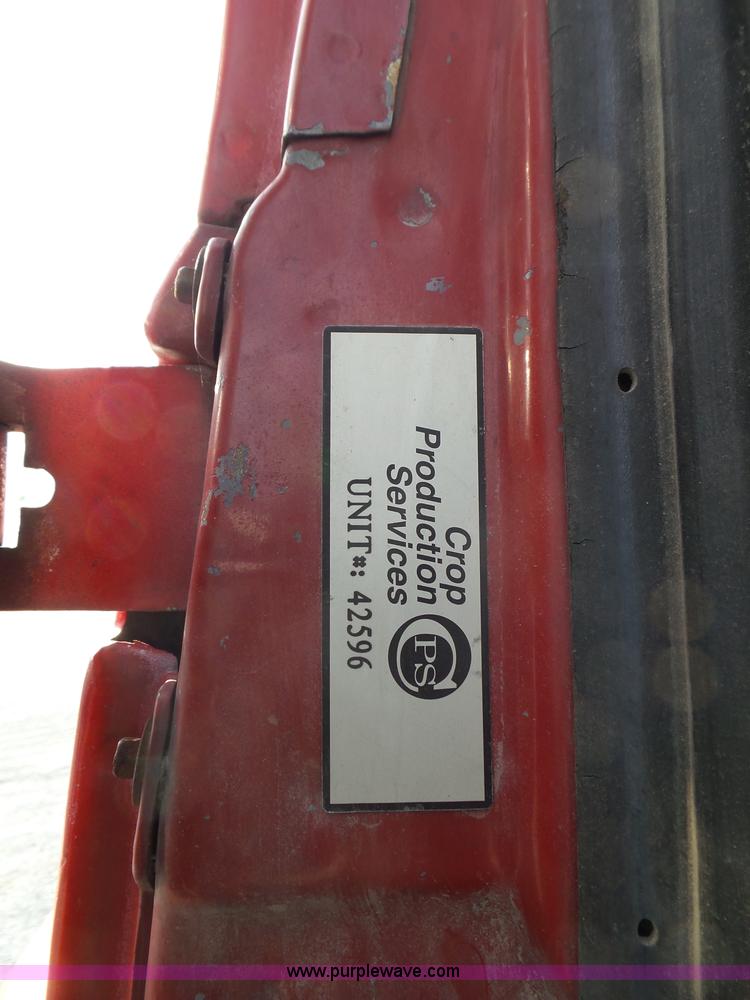 Crop
Production
Services
CPS
UNIT#: 42596
www.purplewave.com